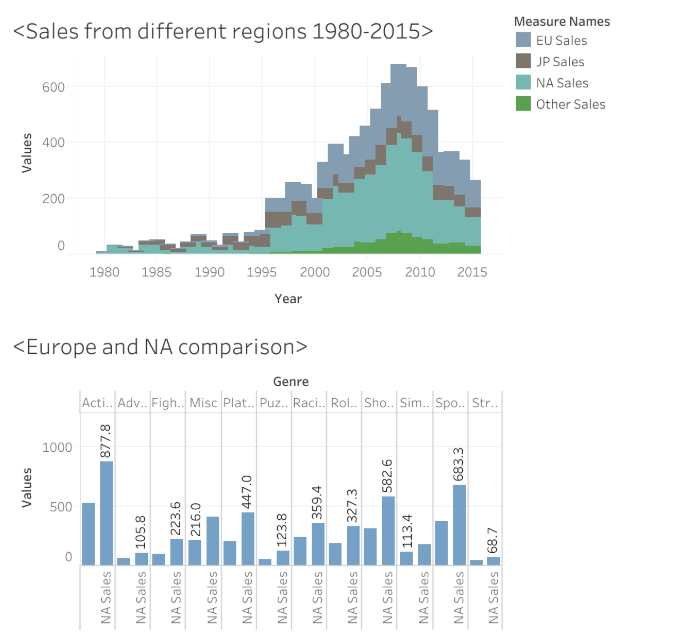 <Sales from different regions 1980-2015>
Measure Names
EU Sales
JP Sales
NA Sales
Other Sales
Values
600
400
200
0
1980 1985 1990 1995 2000 2005 2010 2015
Year
<Europe and NA comparison>
Genre
Acti.. Adv.. Figh.. Misc Plat.. Puz.. Raci.. Rol.. Sho.. Sim.. Spo.. Str..
Values
1000
500
0
877.8 105.8 223.6 216.0 447.0 123.8 359.4 327.3 582.6 113.4 683.3 68.7
NA Sales NA Sales NA Sales NA Sales NA Sales NA Sales NA Sales NA Sales NA Sales NA Sales NA Sales NA Sales